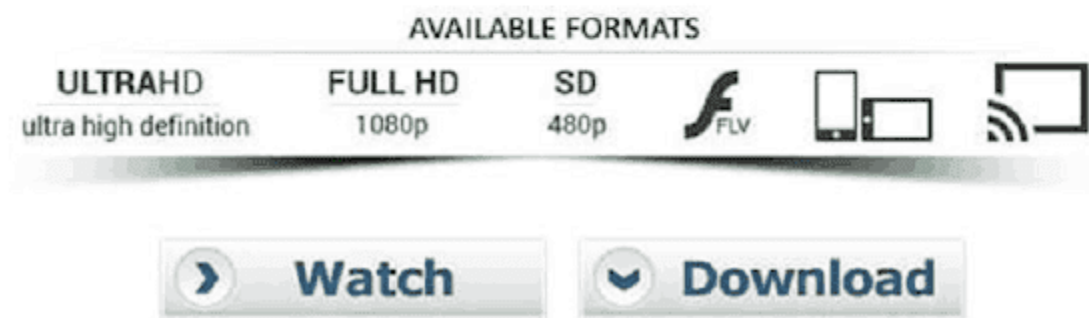 AVAILABLE FORMATS
ULTRAHD FULL HD SD
ultra high definition 1080p 480p FLV
Watch Download